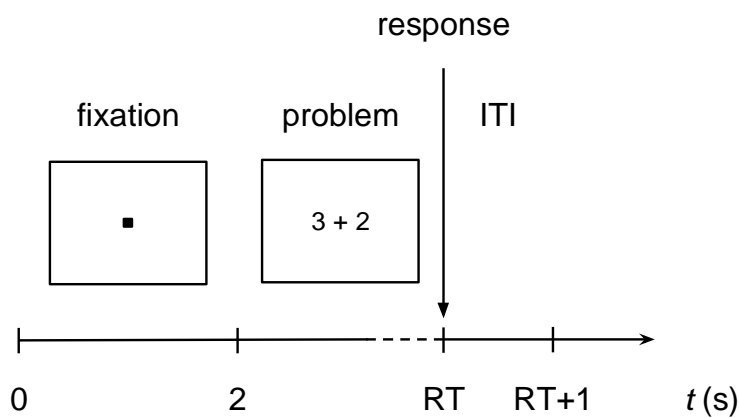 response
fixation problem ITI
3 + 2
0 2 RT RT+1 t (s)